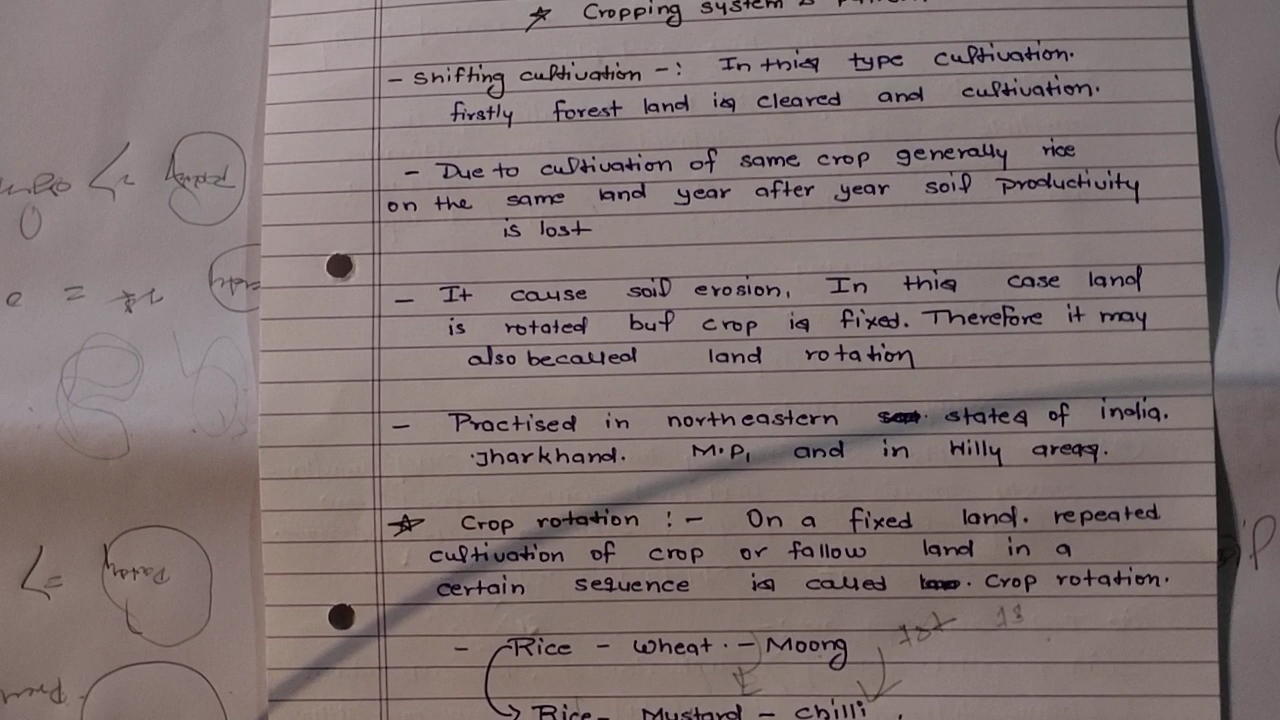 ☆ Cropping system &
- Shifting cultivation -: In this type cultivation.
firstly forest land is cleared and cultivation.
- Due to cultivation of same crop generally rice
on the same land year after year soil productivity
is lost
- It cause soil erosion, In this case land
is rotated but crop is fixed. Therefore it may
also becalled land rotation
- Practised in northeastern states of india.
Jharkhand. M.P, and in Hilly areas.
☆ Crop rotation :- On a fixed land. repeated
cultivation of crop or fallow land in a
certain sequence is called crop rotation.
- Rice - Wheat - Moong
Rice - Mustard - chilli.